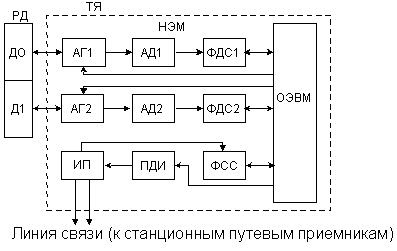 ТЯ
РД
НЭМ
ДО АГ1 АД1 ФДС1
ОЭВМ
Д1 АГ2 АД2 ФДС2
ИП ПДИ ФСС
Линия связи (к станционным путевым приемникам)